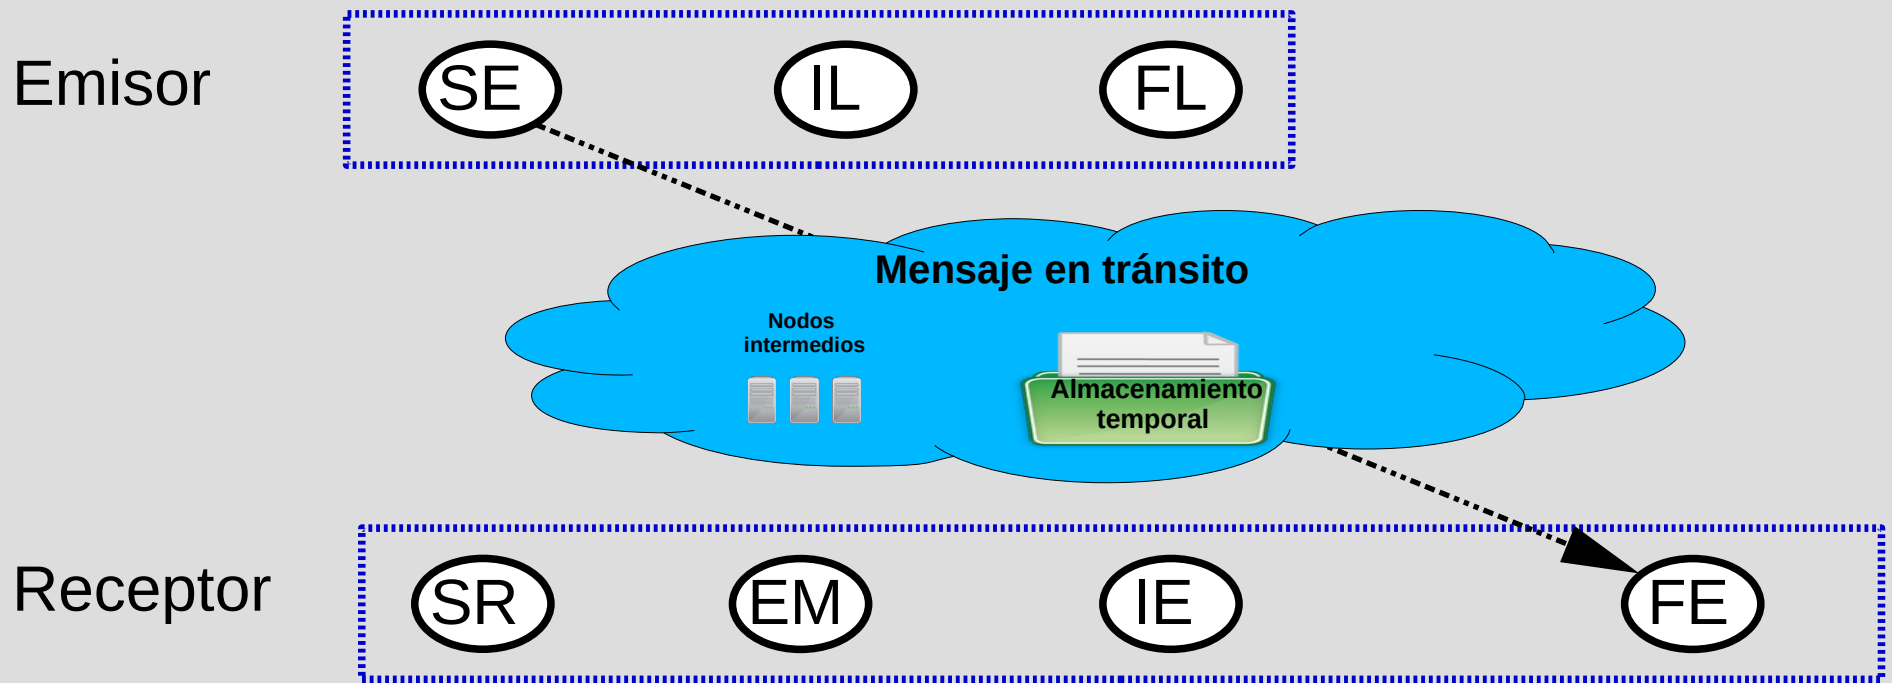 Emisor
SE
IL
FL
Mensaje en tránsito
Nodos
intermedios
Almacenamiento
temporal
Receptor
SR
EM
IE
FE